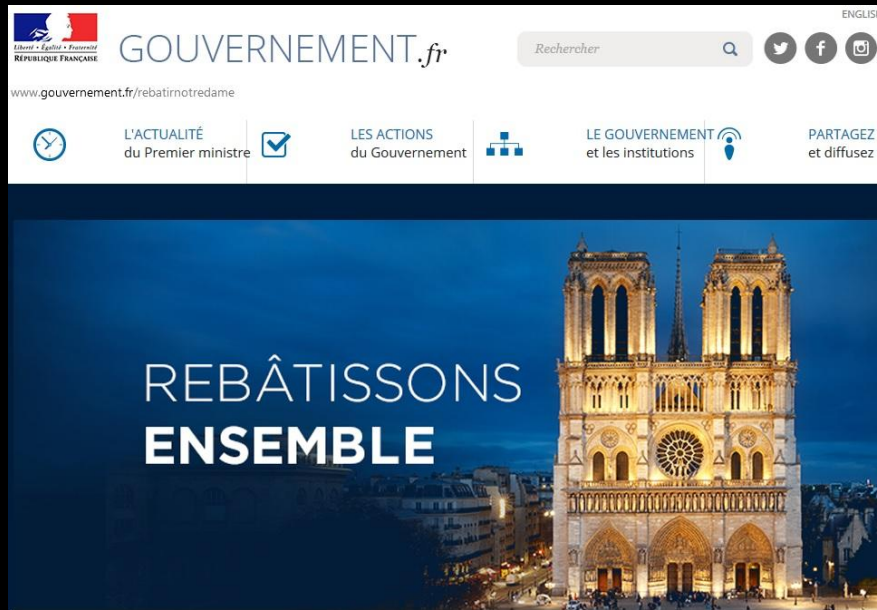 ENGLIS
Liberté • Égalité • Fraternité
RÉPUBLIQUE FRANÇAISE
GOUVERNEMENT.fr
Rechercher
www.gouvernement.fr/rebatirnotredame
L'ACTUALITÉ
du Premier ministre
LES ACTIONS
du Gouvernement
LE GOUVERNEMENT
et les institutions
PARTAGEZ
et diffusez
REBÂTISSONS
ENSEMBLE